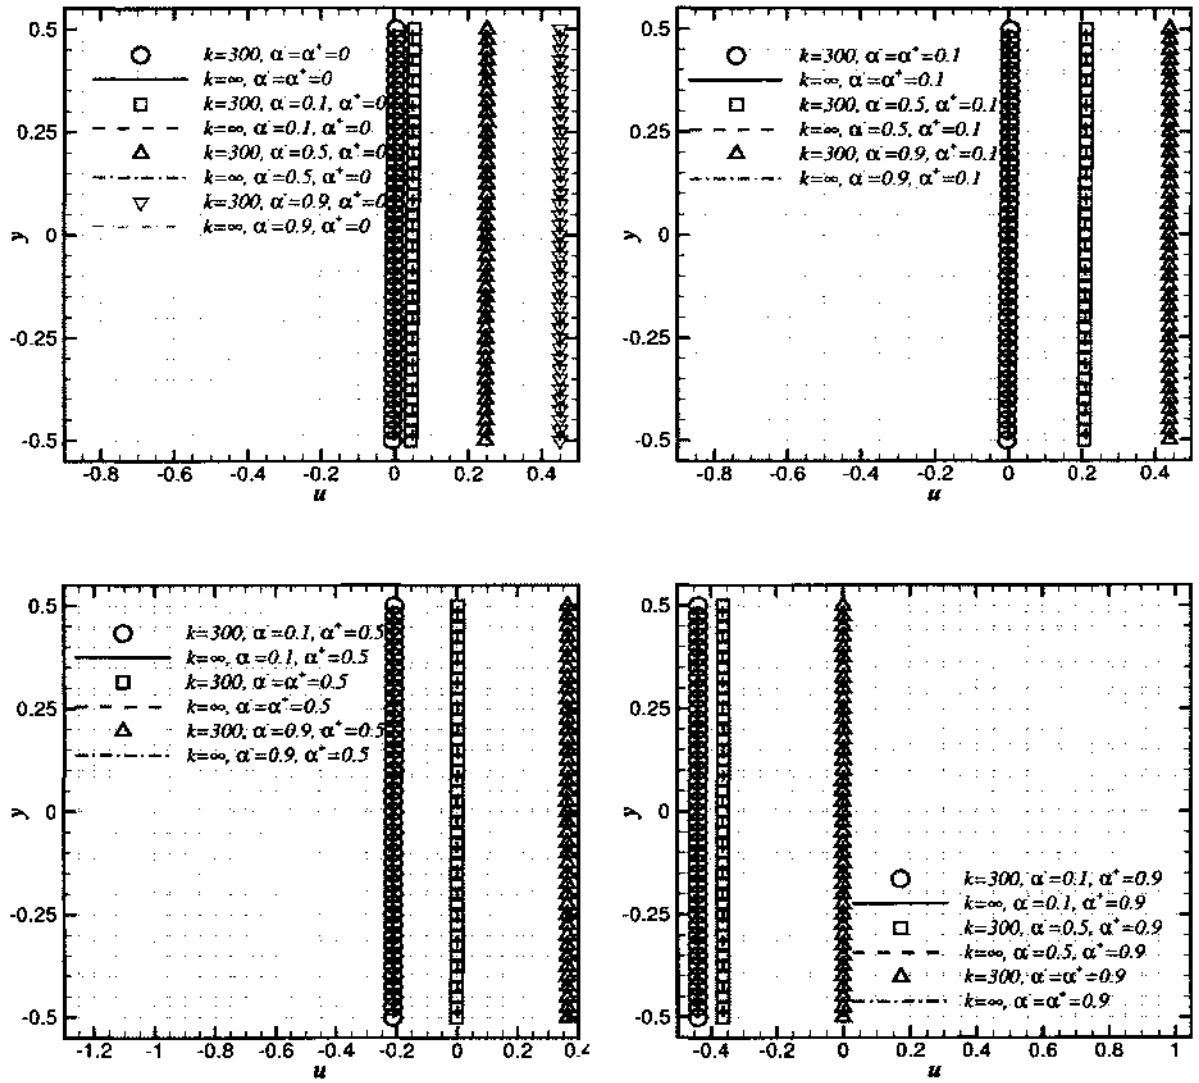 0.5
0.25
0
-0.25
-0.5
y
k=300, α⁻=α⁺=0
k=∞, α⁻=α⁺=0
k=300, α⁻=0.1, α⁺=0
k=∞, α⁻=0.1, α⁺=0
k=300, α⁻=0.5, α⁺=0
k=∞, α⁻=0.5, α⁺=0
k=300, α⁻=0.9, α⁺=0
k=∞, α⁻=0.9, α⁺=0
-0.8 -0.6 -0.4 -0.2 0 0.2 0.4
u
0.5
0.25
0
-0.25
-0.5
y
k=300, α⁻=α⁺=0.1
k=∞, α⁻=α⁺=0.1
k=300, α⁻=0.5, α⁺=0.1
k=∞, α⁻=0.5, α⁺=0.1
k=300, α⁻=0.9, α⁺=0.1
k=∞, α⁻=0.9, α⁺=0.1
-0.8 -0.6 -0.4 -0.2 0 0.2 0.4
u
0.5
0.25
0
-0.25
-0.5
y
k=300, α⁻=0.1, α⁺=0.5
k=∞, α⁻=0.1, α⁺=0.5
k=300, α⁻=α⁺=0.5
k=∞, α⁻=α⁺=0.5
k=300, α⁻=0.9, α⁺=0.5
k=∞, α⁻=0.9, α⁺=0.5
-1.2 -1 -0.8 -0.6 -0.4 -0.2 0 0.2 0.4
u
0.5
0.25
0
-0.25
-0.5
y
k=300, α⁻=0.1, α⁺=0.9
k=∞, α⁻=0.1, α⁺=0.9
k=300, α⁻=0.5, α⁺=0.9
k=∞, α⁻=0.5, α⁺=0.9
k=300, α⁻=α⁺=0.9
k=∞, α⁻=α⁺=0.9
-0.4 -0.2 0 0.2 0.4 0.6 0.8 1
u